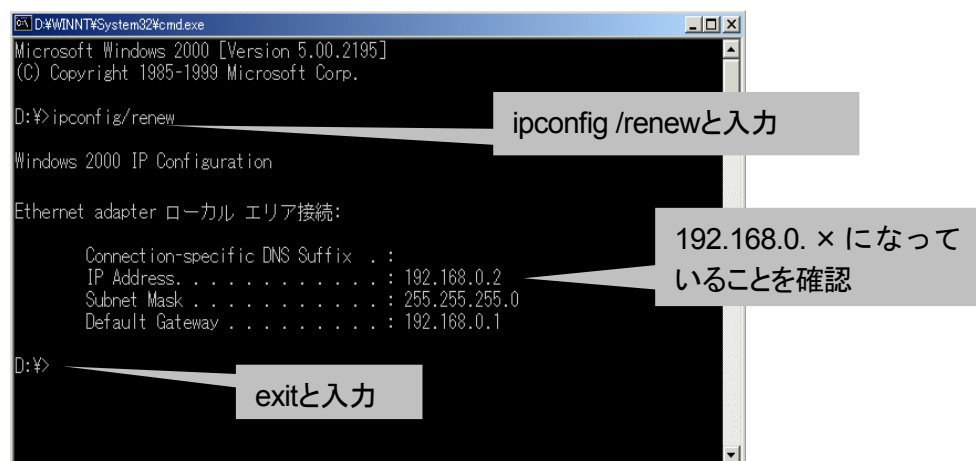 D:¥WINNT¥System32¥cmd.exe
Microsoft Windows 2000 [Version 5.00.2195]
(C) Copyright 1985-1999 Microsoft Corp.
D:¥>ipconfig/renew
ipconfig /renewと入力
Windows 2000 IP Configuration
Ethernet adapter ローカル エリア接続:
Connection-specific DNS Suffix . :
IP Address. . . . . . . . . . . . : 192.168.0.2
Subnet Mask . . . . . . . . . . . : 255.255.255.0
Default Gateway . . . . . . . . . : 192.168.0.1
192.168.0. × になって
いることを確認
D:¥>
exitと入力